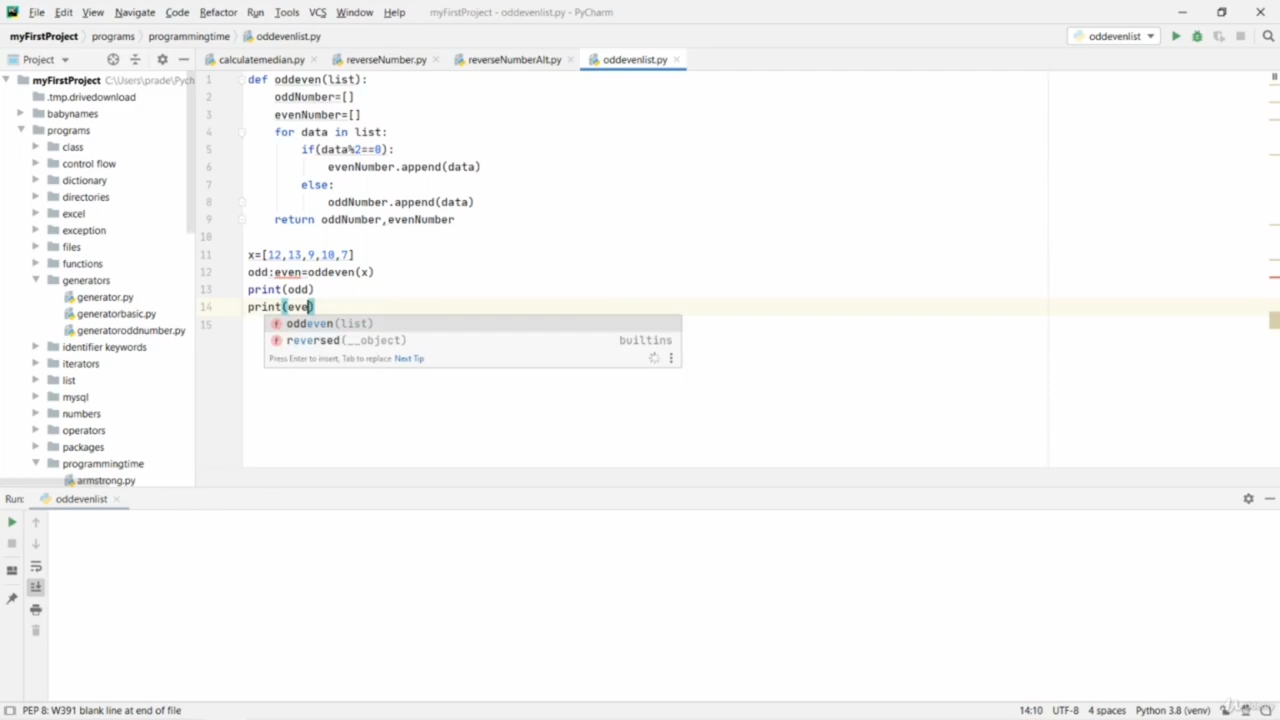 File Edit View Navigate Code Refactor Run Tools VCS Window Help myFirstProject - oddevenlist.py - PyCharm
myFirstProject programs programmingtime oddevenlist.py oddevenlist
Project calculatemedian.py reverseNumber.py reverseNumberAlt.py oddevenlist.py
myFirstProject C:\Users\prade\Pych
.tmp.drivedownload
babynames
programs
class
control flow
dictionary
directories
excel
exception
files
functions
generators
generator.py
generatorbasic.py
generatoroddnumber.py
identifier keywords
iterators
list
mysql
numbers
operators
packages
programmingtime
armstrong.py
1 def oddeven(list):
2 oddNumber=[]
3 evenNumber=[]
4 for data in list:
5 if(data%2==0):
6 evenNumber.append(data)
7 else:
8 oddNumber.append(data)
9 return oddNumber,evenNumber
10
11 x=[12,13,9,10,7]
12 odd:even=oddeven(x)
13 print(odd)
14 print(eve)
15
oddeven(list)
reversed(__object) builtins
Press Enter to insert, Tab to replace Next Tip
Run: oddevenlist
PEP 8: W391 blank line at end of file 14:10 UTF-8 4 spaces Python 3.8 (venv)